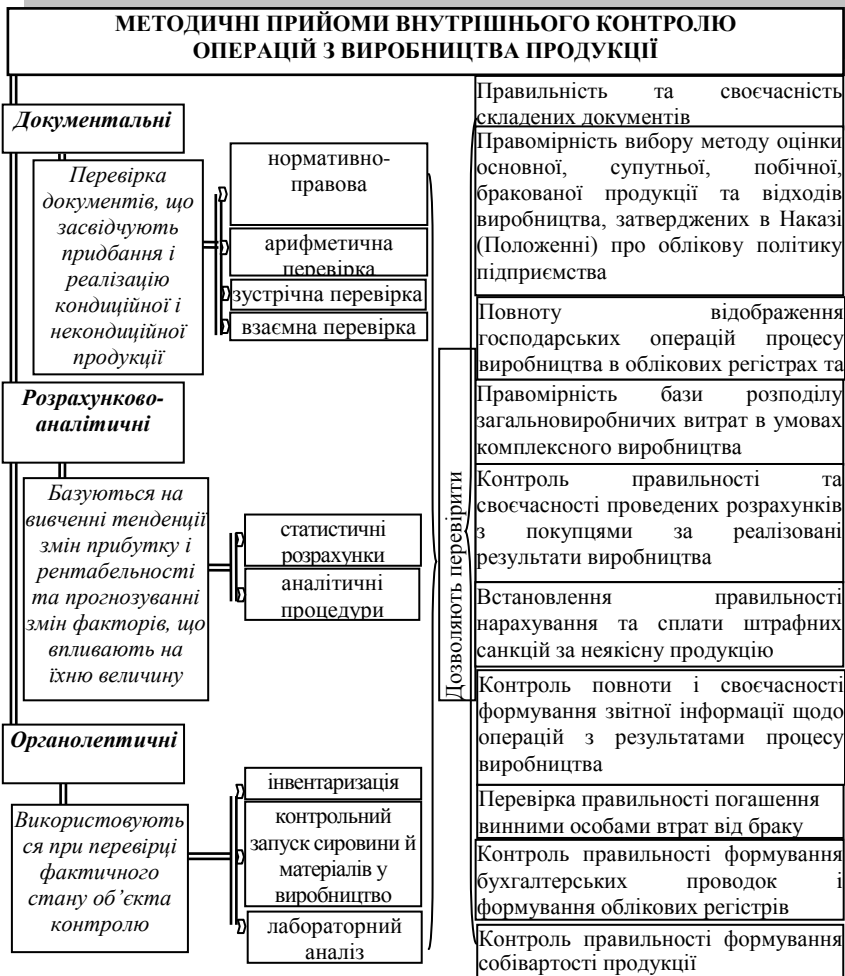 МЕТОДИЧНІ ПРИЙОМИ ВНУТРІШНЬОГО КОНТРОЛЮ
ОПЕРАЦІЙ З ВИРОБНИЦТВА ПРОДУКЦІЇ
Документальні
Перевірка
документів, що
засвідчують
придбання і
реалізацію
кондиційної і
некондиційної
продукції
нормативно-
правова
арифметична
перевірка
зустрічна перевірка
взаємна перевірка
Розрахунково-
аналітичні
Базуються на
вивченні тенденції
змін прибутку і
рентабельності
та прогнозуванні
змін факторів, що
впливають на
їхню величину
статистичні
розрахунки
аналітичні
процедури
Органолептичні
Використовують
ся при перевірці
фактичного
стану об’єкта
контролю
інвентаризація
контрольний
запуск сировини й
матеріалів у
виробництво
лабораторний
аналіз
Дозволяють перевірити
Правильність та своєчасність
складених документів
Правомірність вибору методу оцінки
основної, супутньої, побічної,
бракованої продукції та відходів
виробництва, затверджених в Наказі
(Положенні) про облікову політику
підприємства
Повноту відображення
господарських операцій процесу
виробництва в облікових регістрах та
Правомірність бази розподілу
загальновиробничих витрат в умовах
комплексного виробництва
Контроль правильності та
своєчасності проведених розрахунків
з покупцями за реалізовані
результати виробництва
Встановлення правильності
нарахування та сплати штрафних
санкцій за неякісну продукцію
Контроль повноти і своєчасності
формування звітної інформації щодо
операцій з результатами процесу
виробництва
Перевірка правильності погашення
винними особами втрат від браку
Контроль правильності формування
бухгалтерських проводок і
формування облікових регістрів
Контроль правильності формування
собівартості продукції